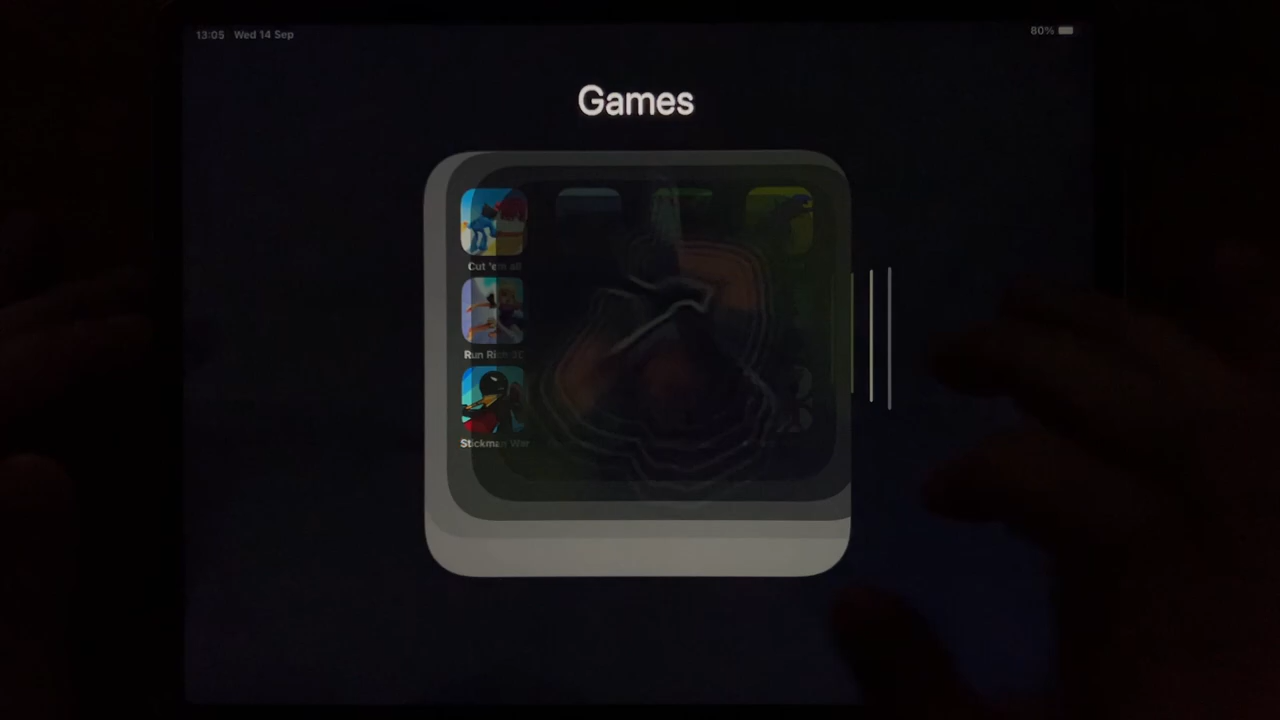 13:05 Wed 14 Sep
80%
Games
Cut 'em all
Run Rich 3D
Stickman War